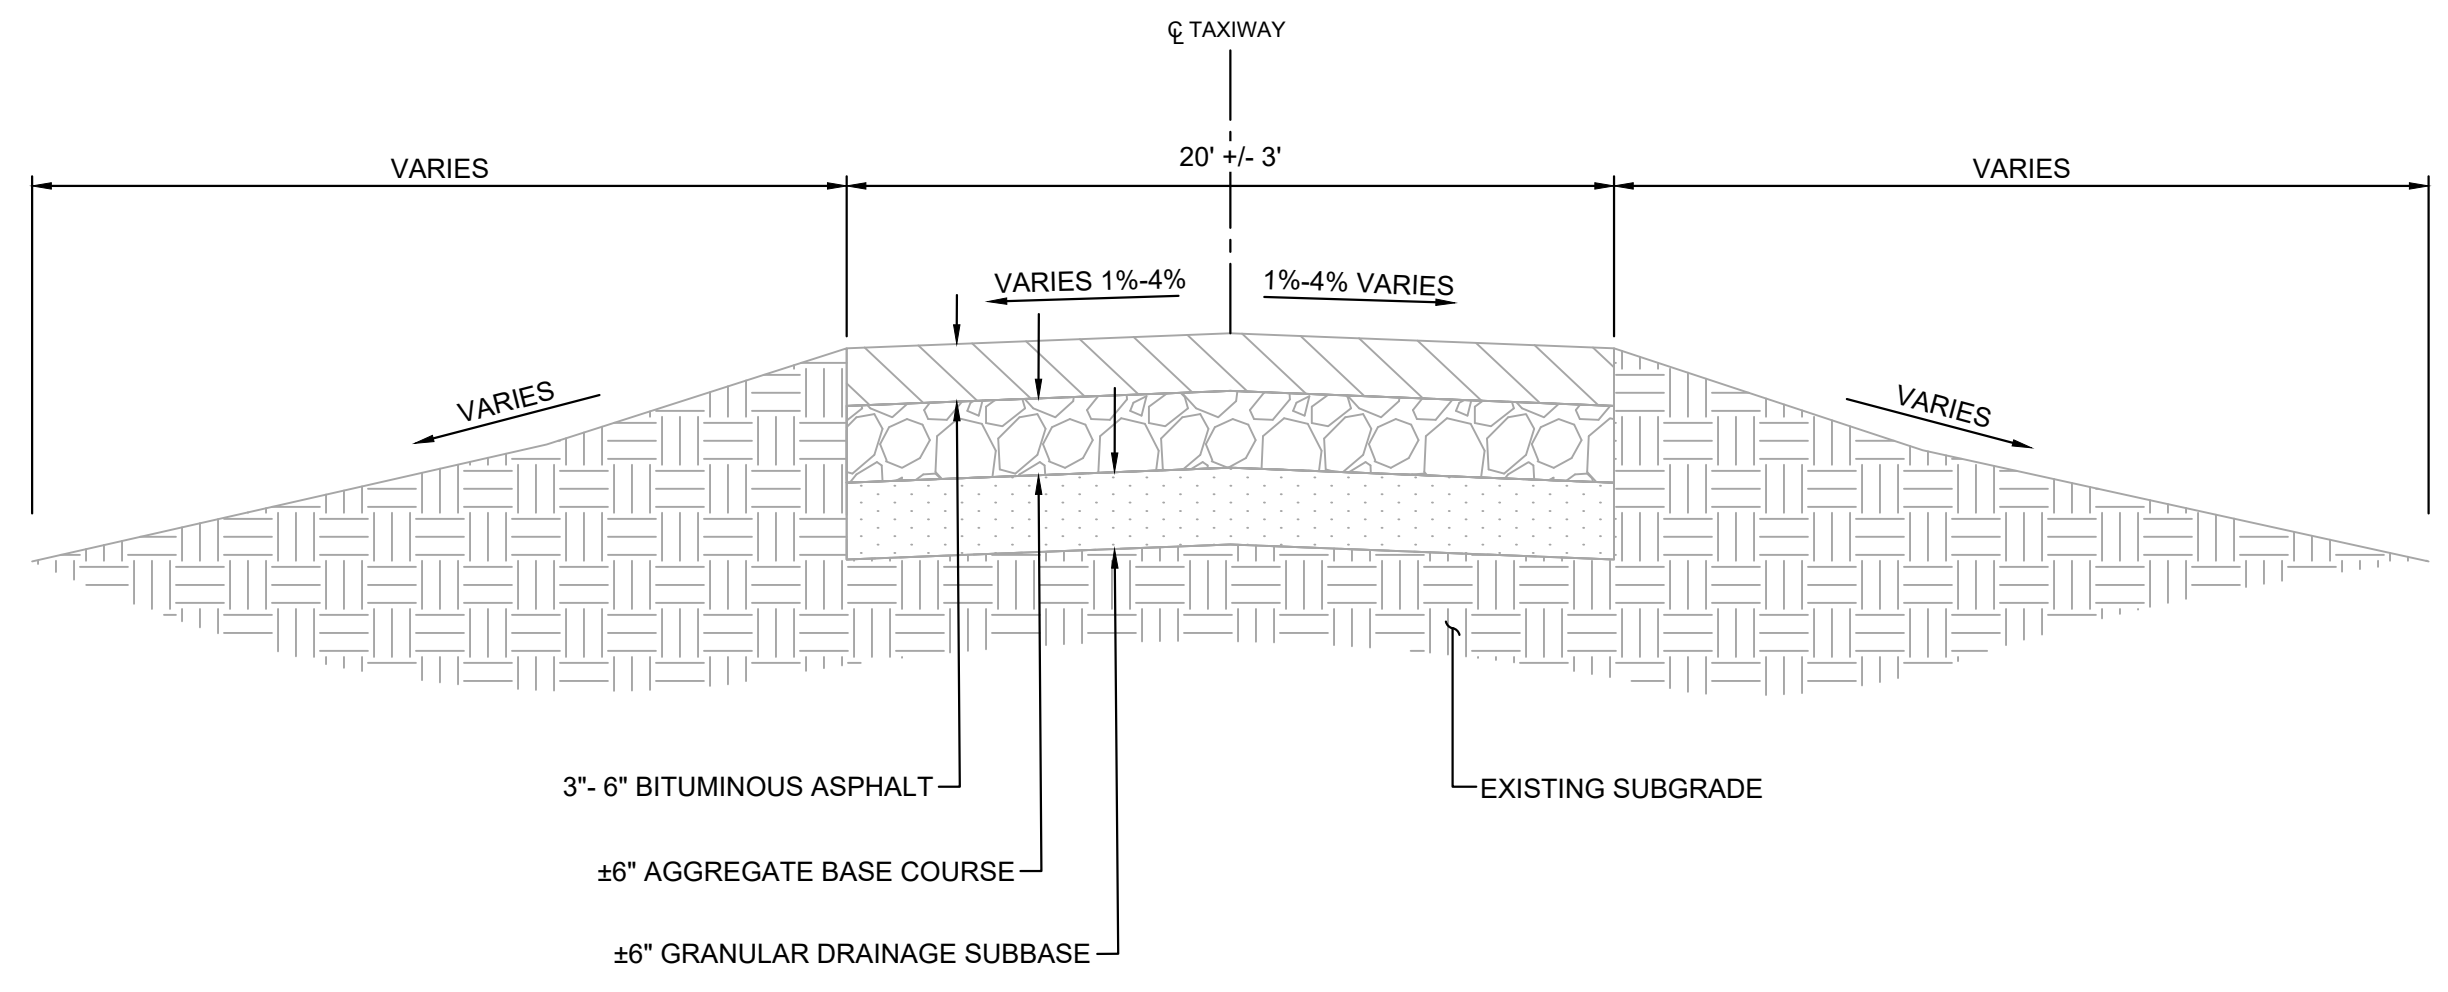 ℄ TAXIWAY
VARIES
20' +/- 3'
VARIES
VARIES 1%-4%
1%-4% VARIES
VARIES
VARIES
3"- 6" BITUMINOUS ASPHALT
EXISTING SUBGRADE
±6" AGGREGATE BASE COURSE
±6" GRANULAR DRAINAGE SUBBASE